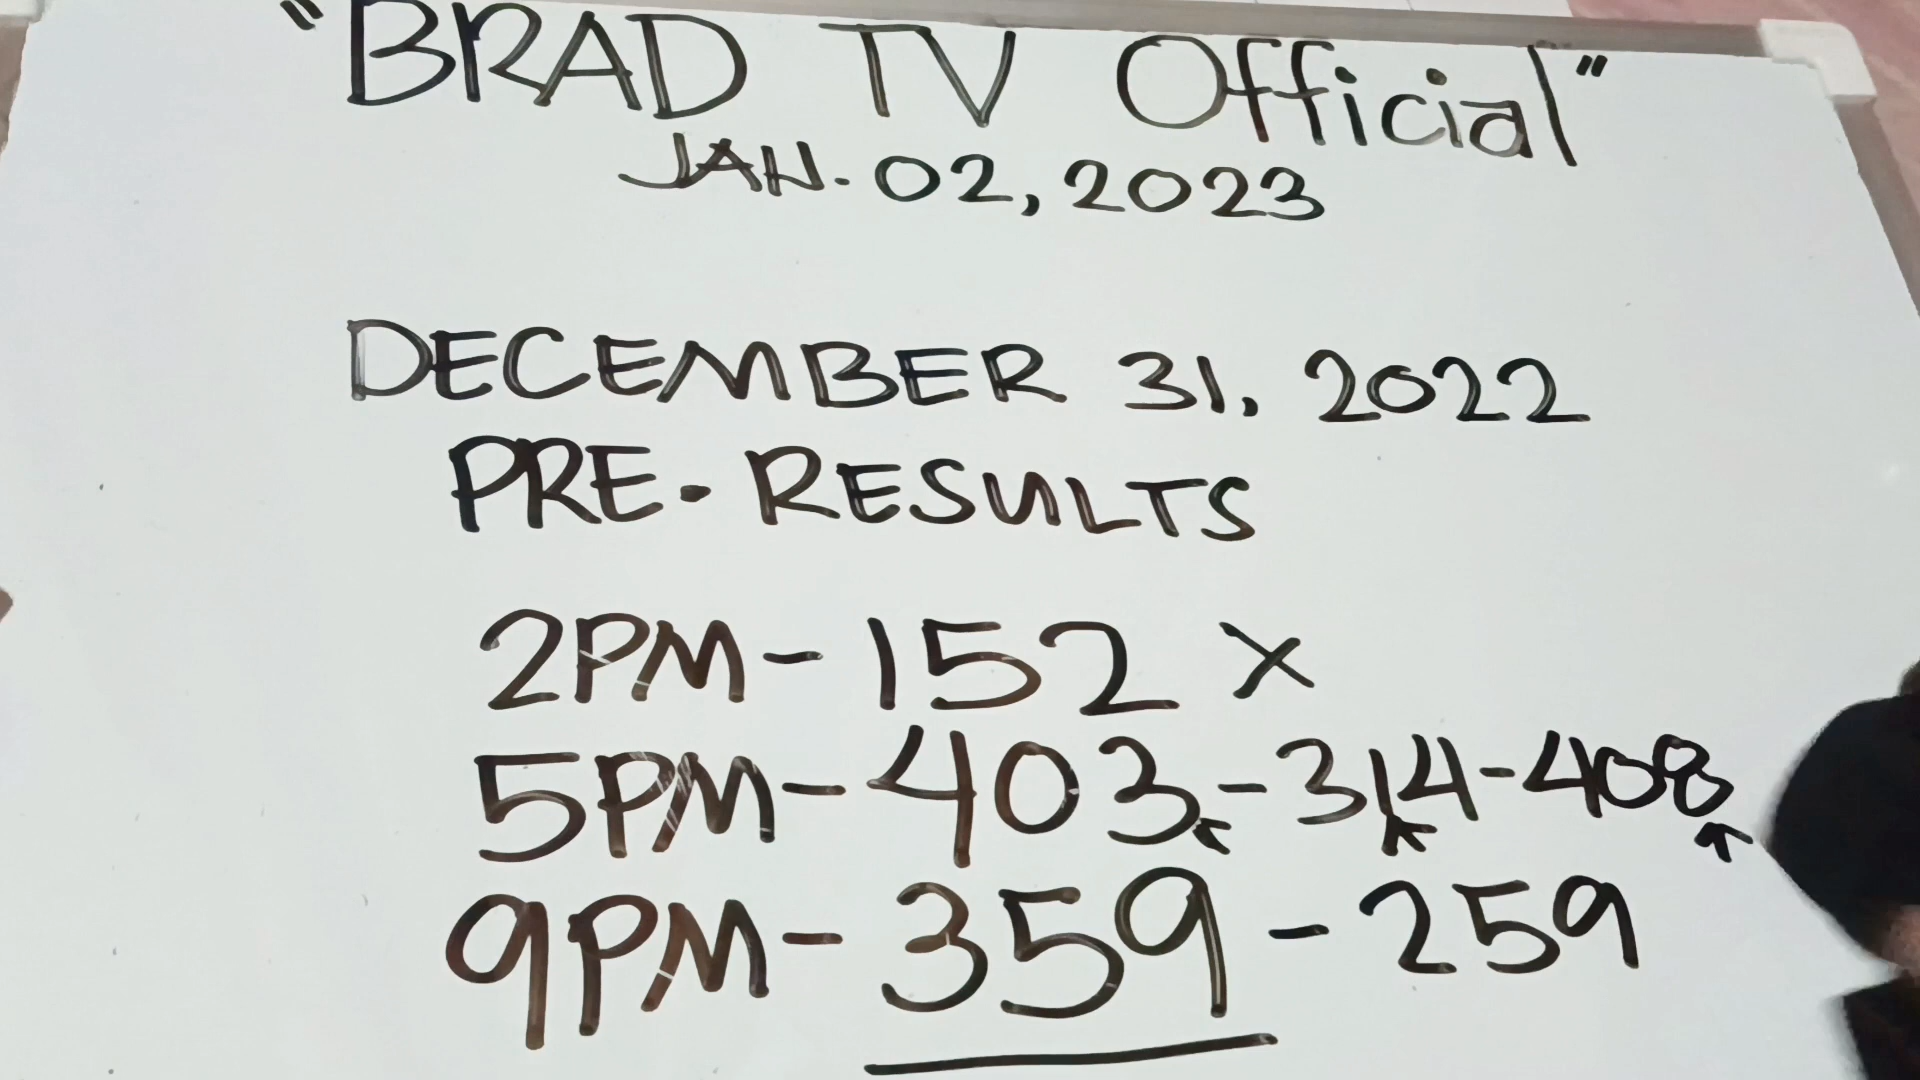 "BRAD TV Official"
JAN. 02, 2023
DECEMBER 31, 2022
PRE-RESULTS
2PM-152 x
5PM-403-314-408
9PM-359-259